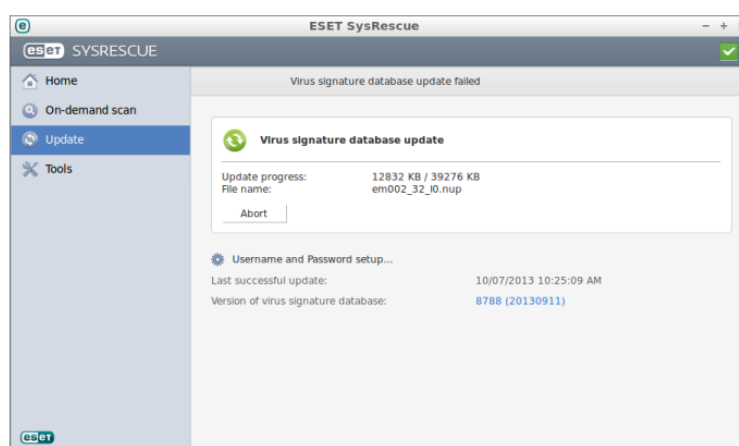 e ESET SysRescue
eset SYSRESCUE
Home
Virus signature database update failed
On-demand scan
Update
Virus signature database update
Tools
Update progress: 12832 KB / 39276 KB
File name: em002_32_l0.nup
Abort
Username and Password setup...
Last successful update: 10/07/2013 10:25:09 AM
Version of virus signature database: 8788 (20130911)
eset